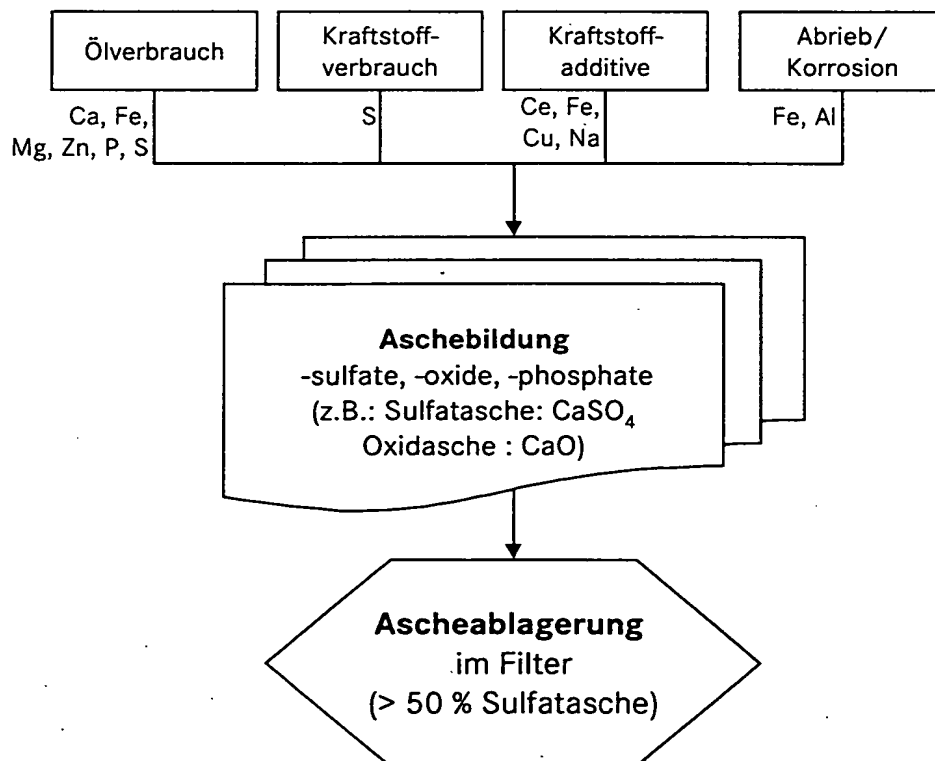 Ölverbrauch
Kraftstoff-
verbrauch
Kraftstoff-
additive
Abrieb/
Korrosion
Ca, Fe,
Mg, Zn, P, S
S
Ce, Fe,
Cu, Na
Fe, Al
Aschebildung
-sulfate, -oxide, -phosphate
(z.B.: Sulfatasche: CaSO₄
Oxidasche : CaO)
Ascheablagerung
im Filter
(> 50 % Sulfatasche)